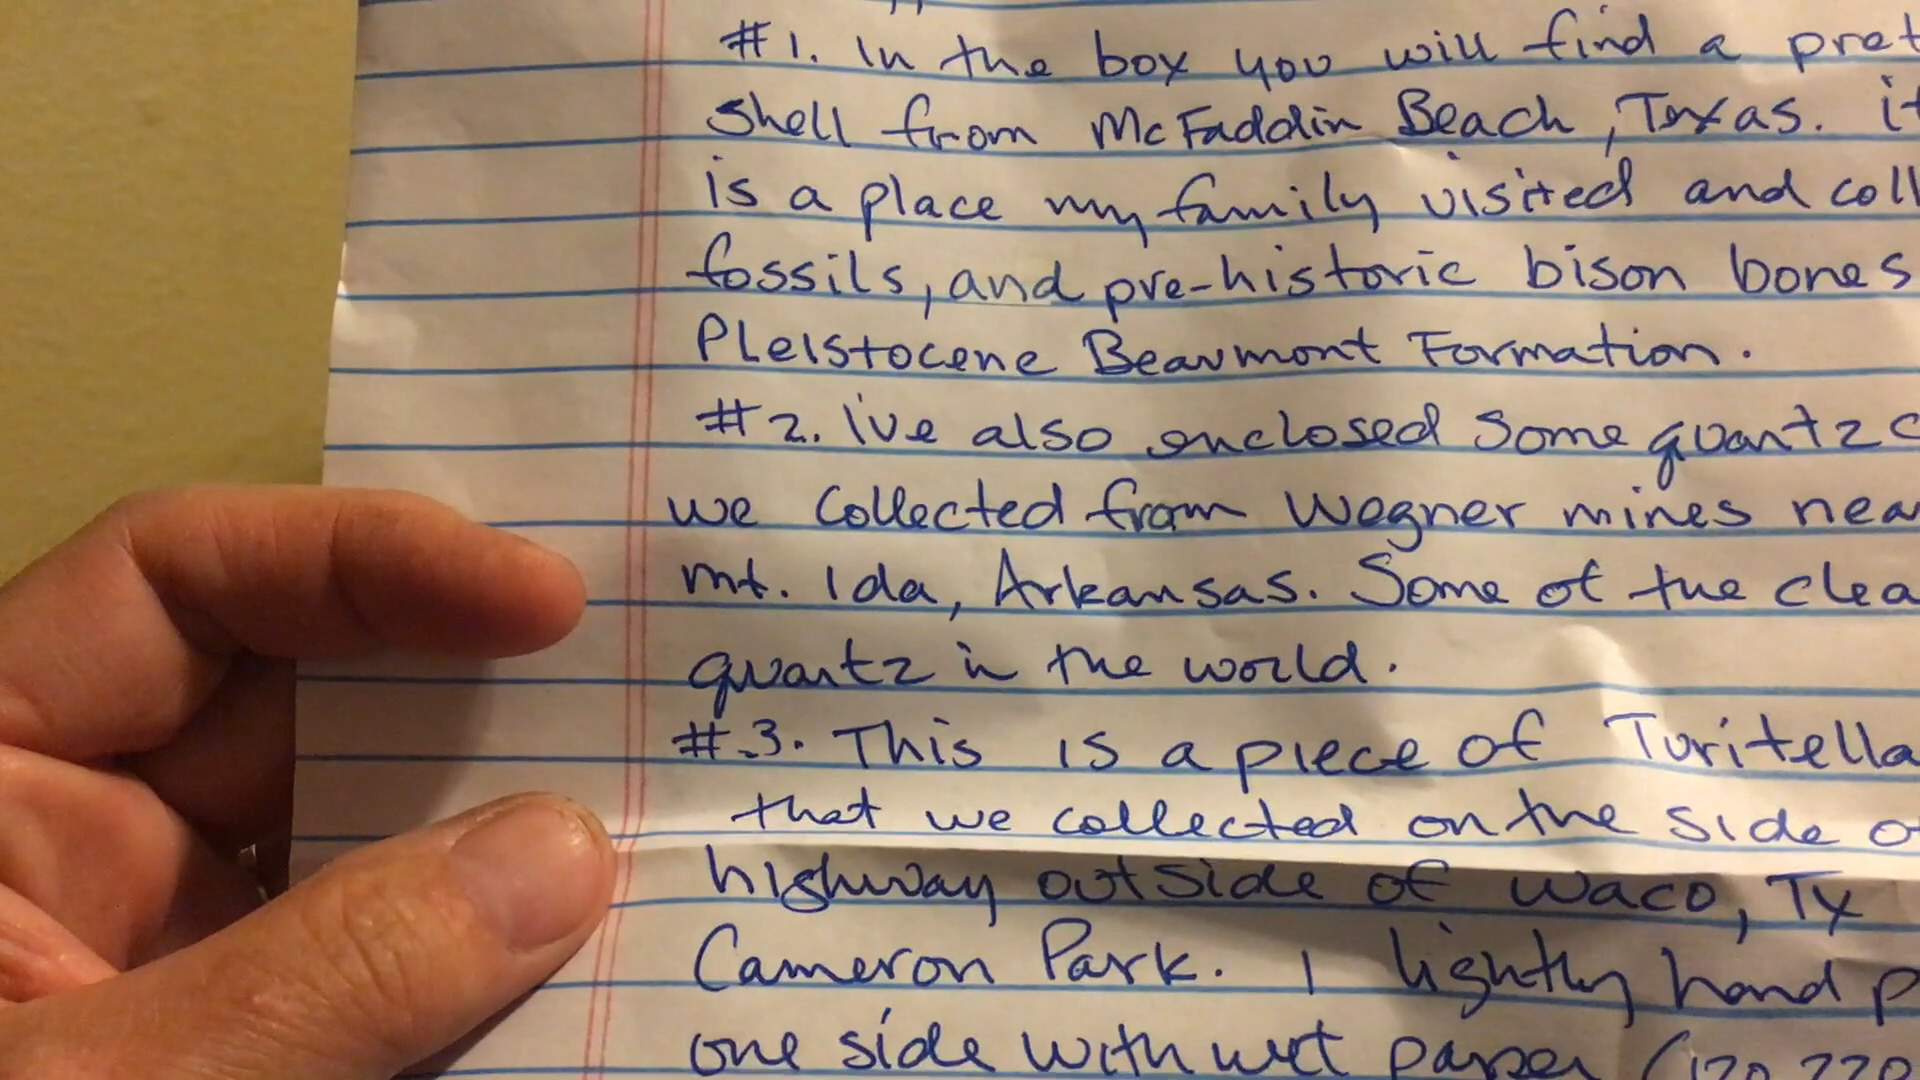 #1. In the box you will find a pret
shell from McFaddin Beach, Texas. it
is a place my family visited and coll
fossils, and pre-historic bison bones
Pleistocene Beaumont Formation.
#2. I've also enclosed some quartz c
we collected from Wegner mines near
mt. Ida, Arkansas. Some of the clea
quartz in the world.
#.3. This is a piece of Turitella
that we collected on the side of
highway outside of Waco, TX
Cameron Park. I lightly hand p
one side with wet paper (120, 220